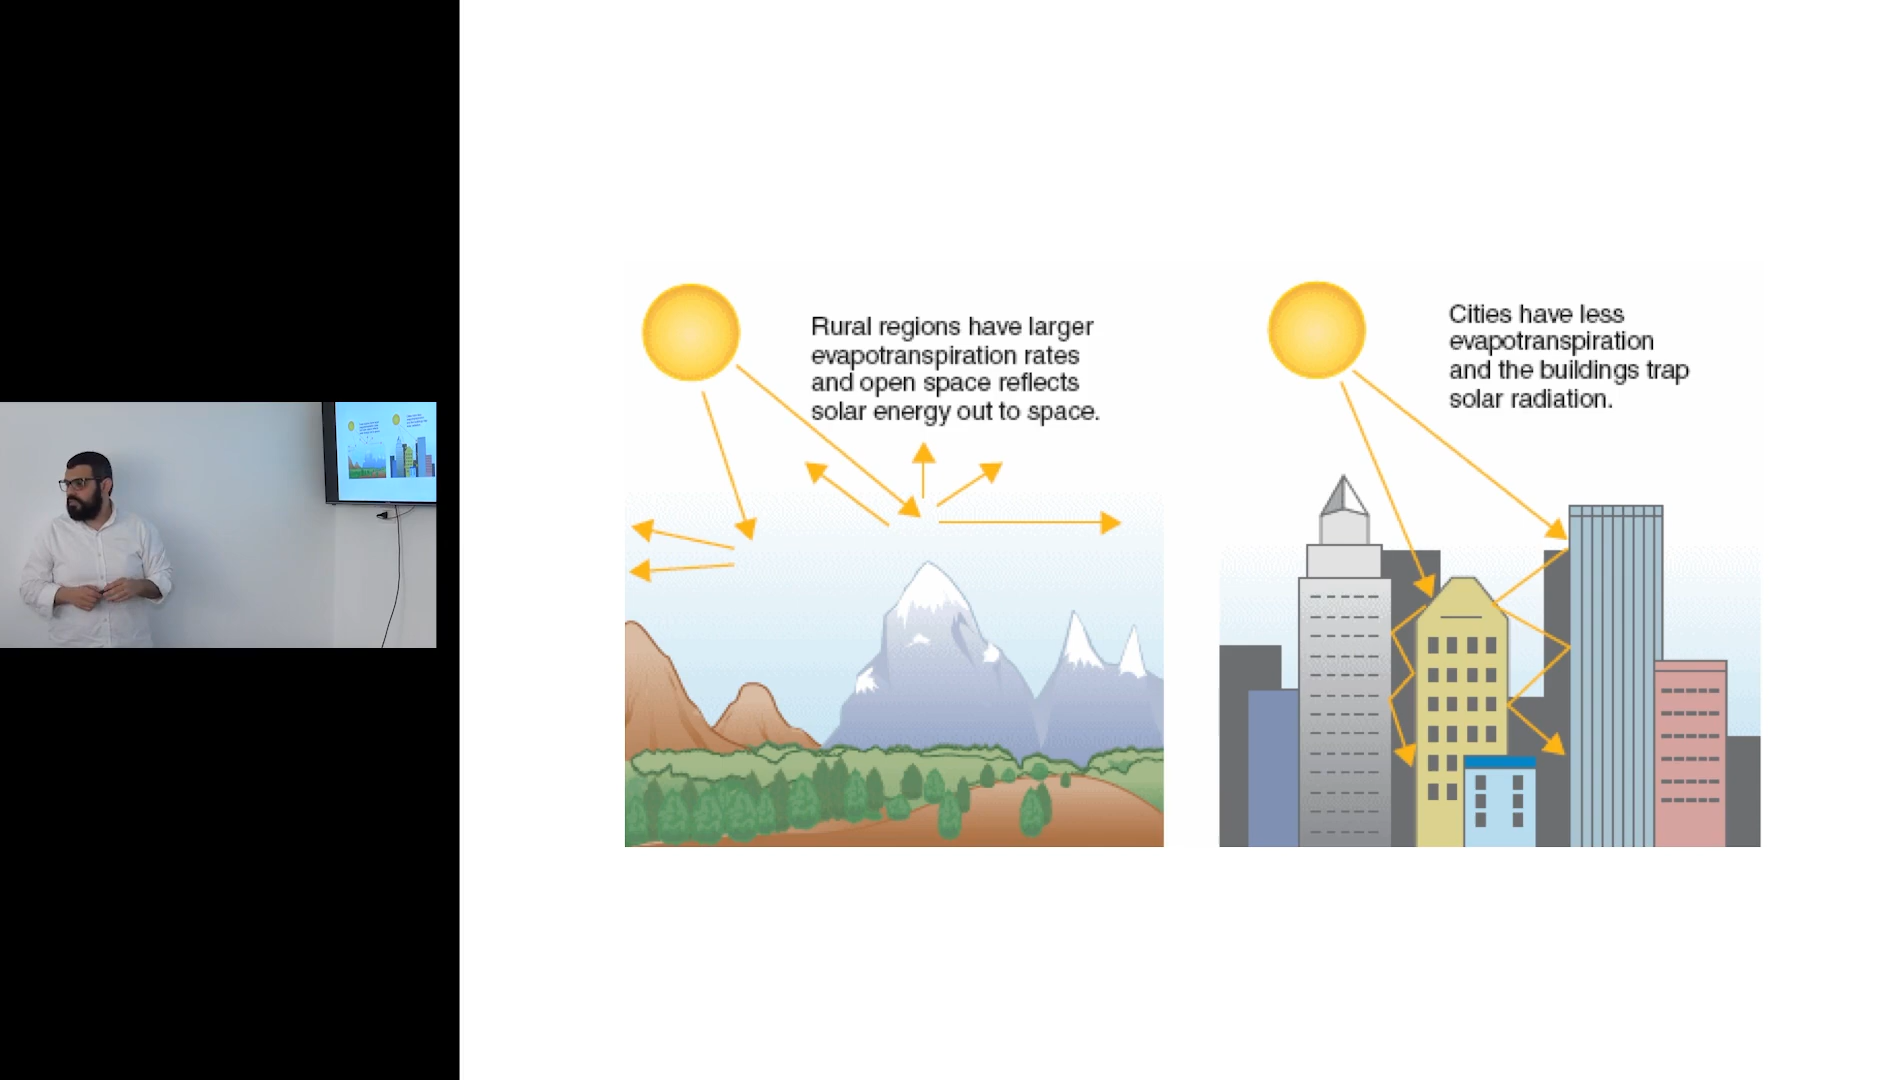 Rural regions have larger
evapotranspiration rates
and open space reflects
solar energy out to space.
Cities have less
evapotranspiration
and the buildings trap
solar radiation.